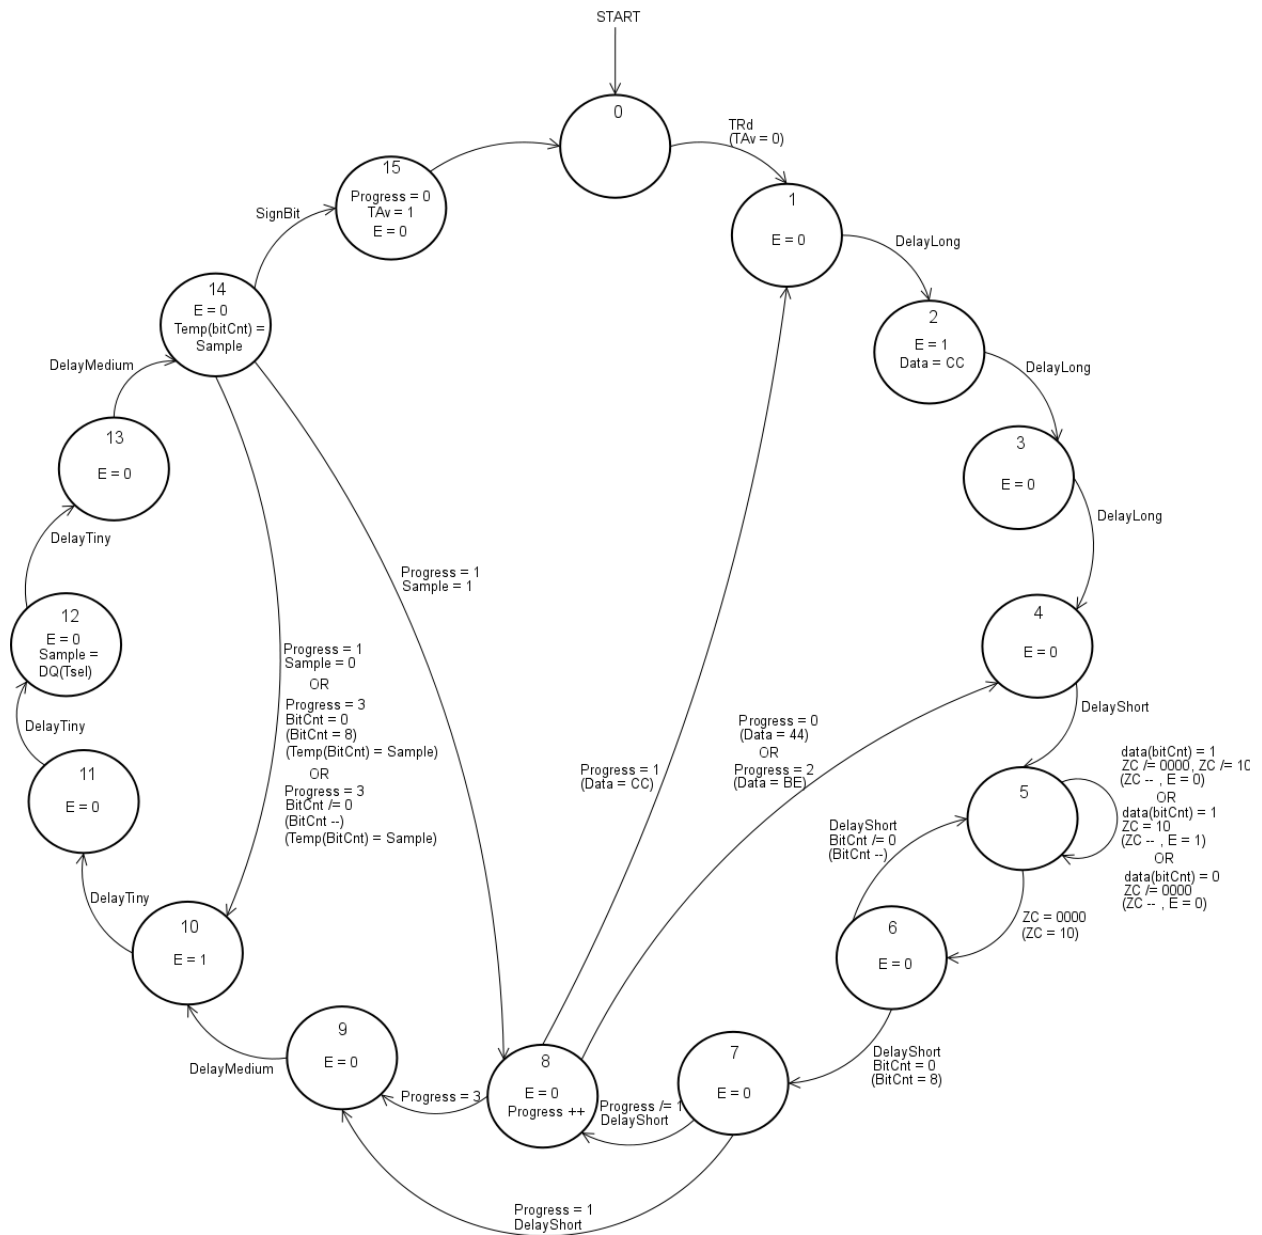 START
0
TRd
(TAv = 0)
15
Progress = 0
TAv = 1
E = 0
1
E = 0
SignBit
DelayLong
14
E = 0
Temp(bitCnt) =
Sample
2
E = 1
Data = CC
DelayMedium
DelayLong
13
E = 0
3
E = 0
DelayLong
DelayTiny
Progress = 1
Sample = 1
12
E = 0
Sample =
DQ(Tsel)
4
E = 0
Progress = 1
Sample = 0
OR
Progress = 3
BitCnt = 0
(BitCnt = 8)
(Temp(BitCnt) = Sample)
OR
Progress = 3
BitCnt /= 0
(BitCnt --)
(Temp(BitCnt) = Sample)
DelayShort
DelayTiny
Progress = 0
(Data = 44)
OR
Progress = 2
(Data = BE)
Progress = 1
(Data = CC)
11
E = 0
5
data(bitCnt) = 1
ZC /= 0000, ZC /= 10
(ZC -- , E = 0)
OR
data(bitCnt) = 1
ZC = 10
(ZC -- , E = 1)
OR
data(bitCnt) = 0
ZC /= 0000
(ZC -- , E = 0)
DelayShort
BitCnt /= 0
(BitCnt --)
DelayTiny
ZC = 0000
(ZC = 10)
10
E = 1
6
E = 0
9
E = 0
DelayMedium
8
E = 0
Progress ++
7
E = 0
DelayShort
BitCnt = 0
(BitCnt = 8)
Progress = 3
Progress /= 1
DelayShort
Progress = 1
DelayShort